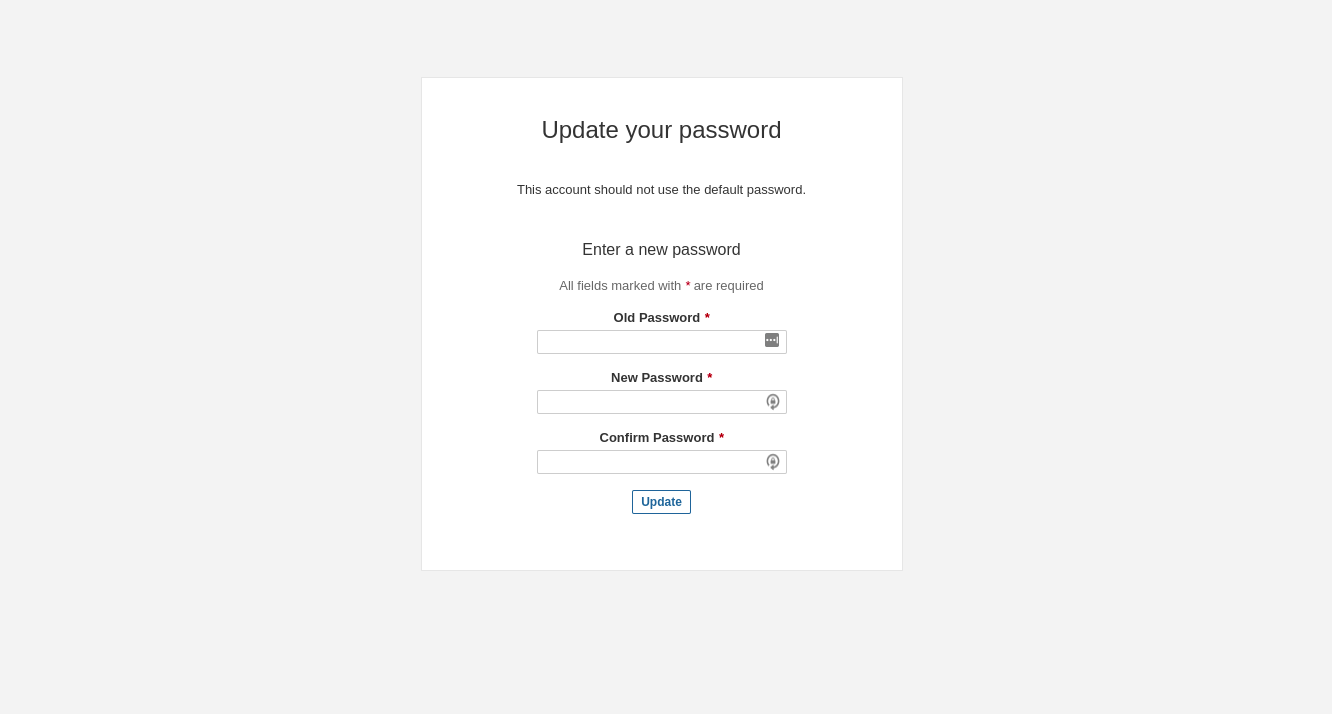 Update your password
This account should not use the default password.
Enter a new password
All fields marked with * are required
Old Password *
New Password *
Confirm Password *
Update